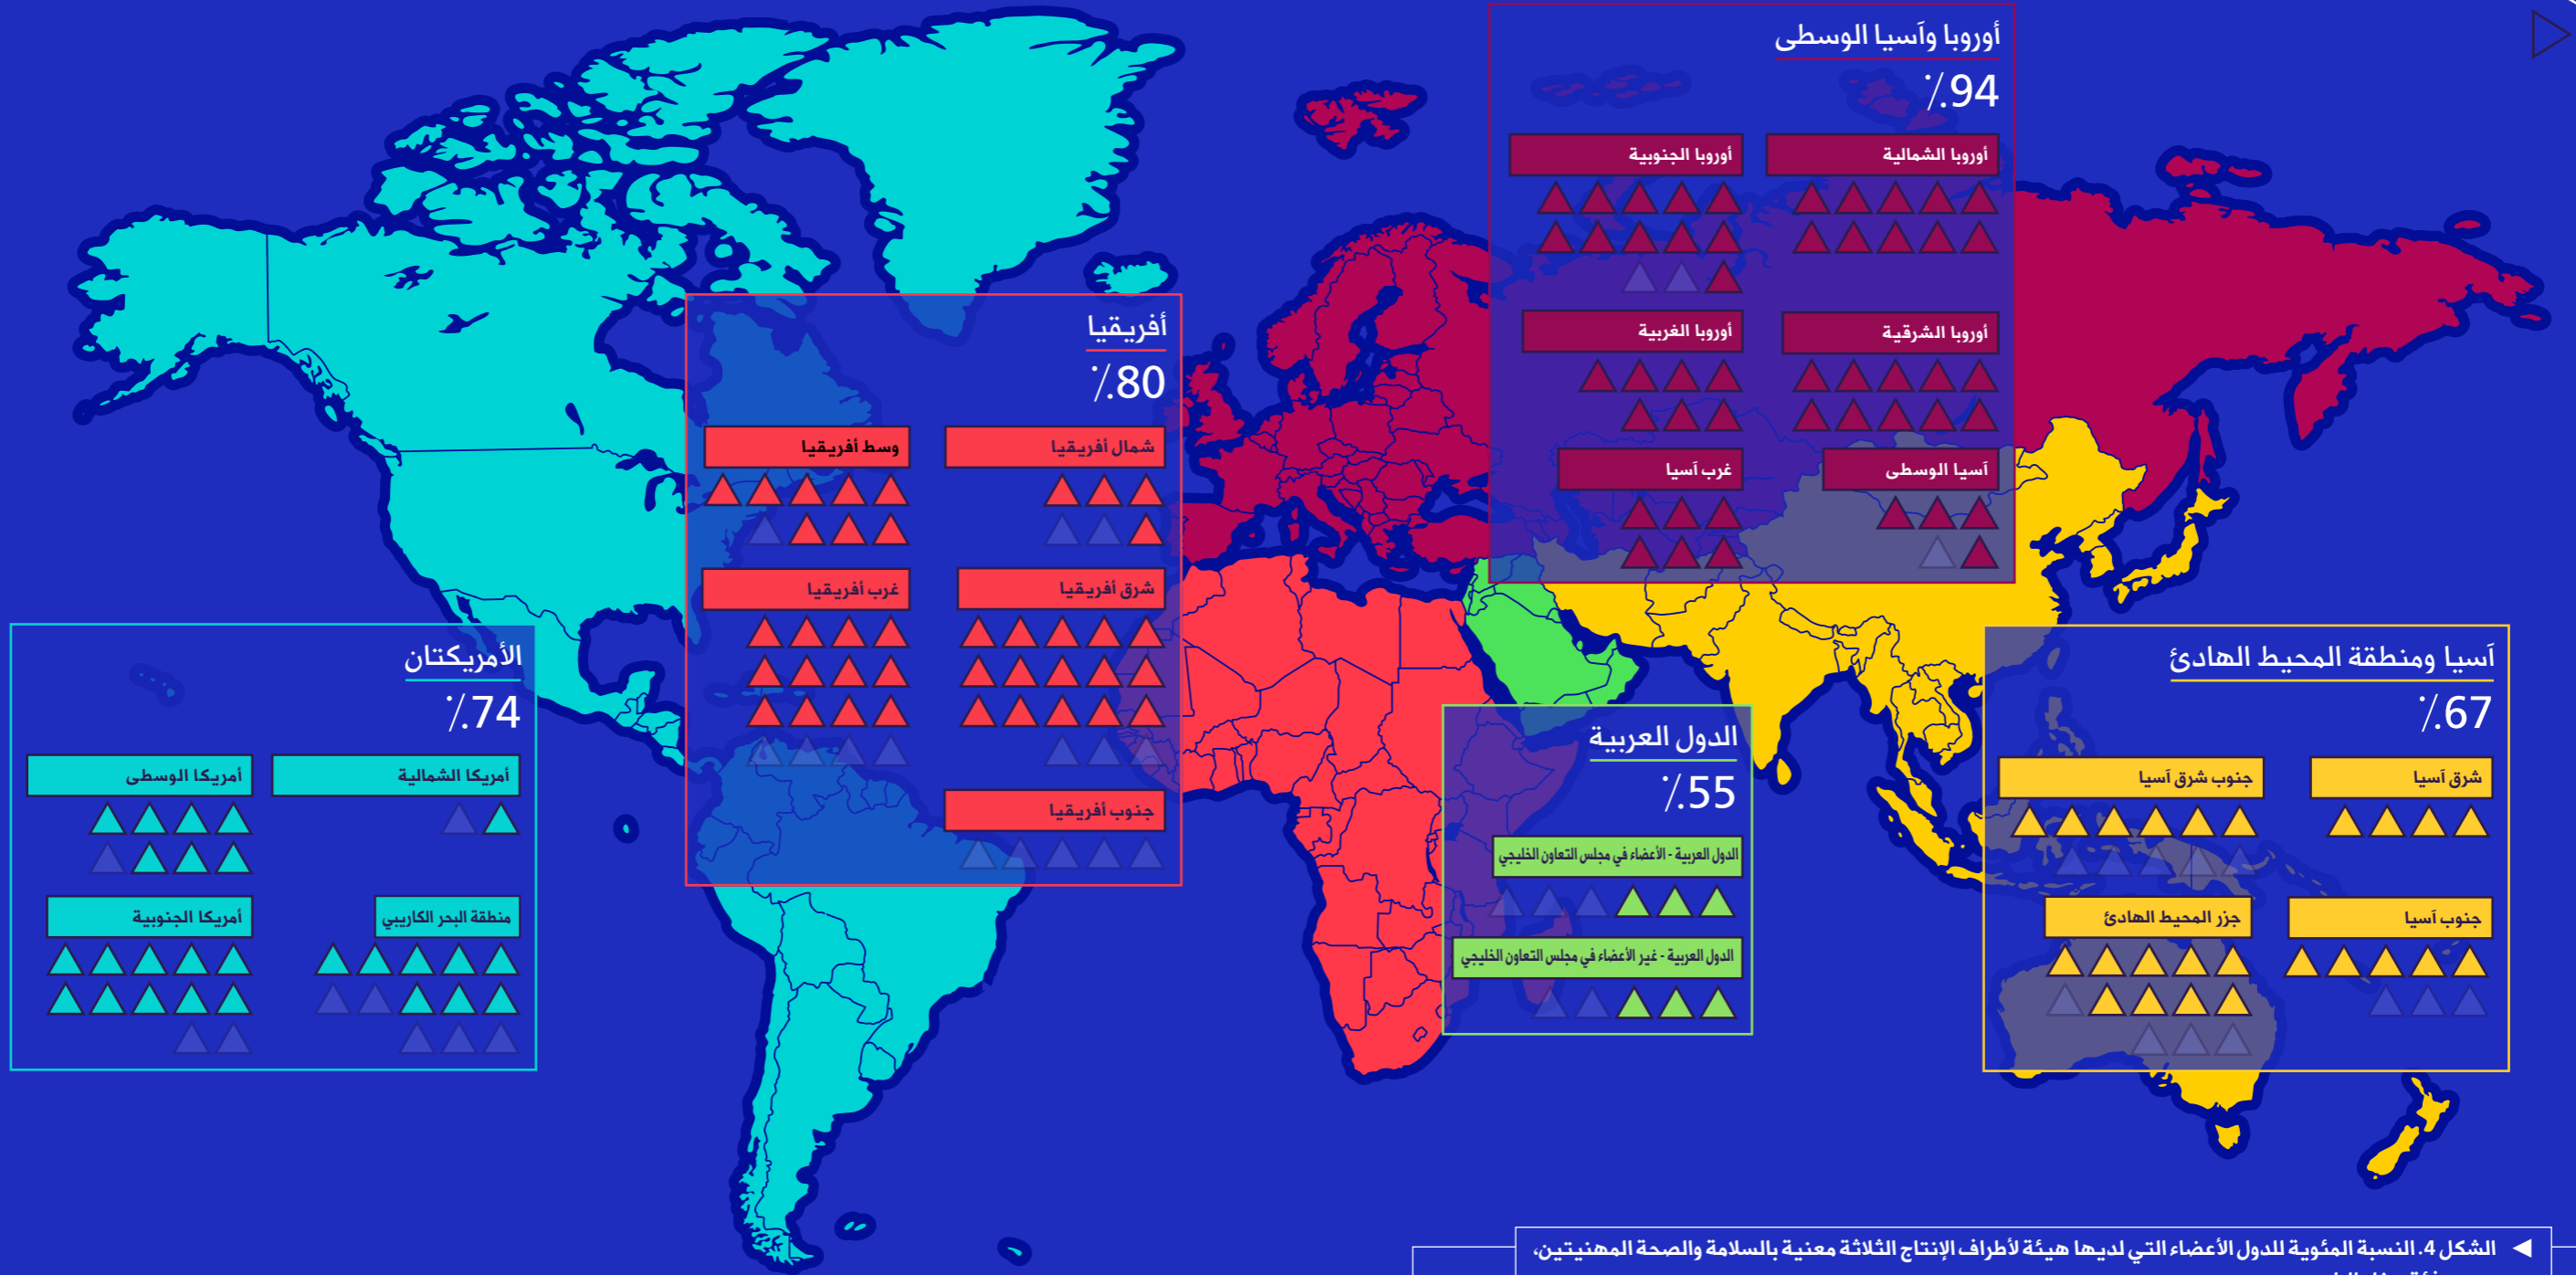 أوروبا وآسيا الوسطى
٪94
أوروبا الشمالية
أوروبا الجنوبية
أوروبا الشرقية
أوروبا الغربية
آسيا الوسطى
غرب آسيا
أفريقيا
٪80
شمال أفريقيا
وسط أفريقيا
شرق أفريقيا
غرب أفريقيا
جنوب أفريقيا
آسيا ومنطقة المحيط الهادئ
٪67
شرق آسيا
جنوب شرق آسيا
جنوب آسيا
جزر المحيط الهادئ
الدول العربية
٪55
الدول العربية - الأعضاء في مجلس التعاون الخليجي
الدول العربية - غير الأعضاء في مجلس التعاون الخليجي
الأمريكتان
٪74
أمريكا الشمالية
أمريكا الوسطى
منطقة البحر الكاريبي
أمريكا الجنوبية
الشكل 4. النسبة المئوية للدول الأعضاء التي لديها هيئة لأطراف الإنتاج الثلاثة معنية بالسلامة والصحة المهنيتين،